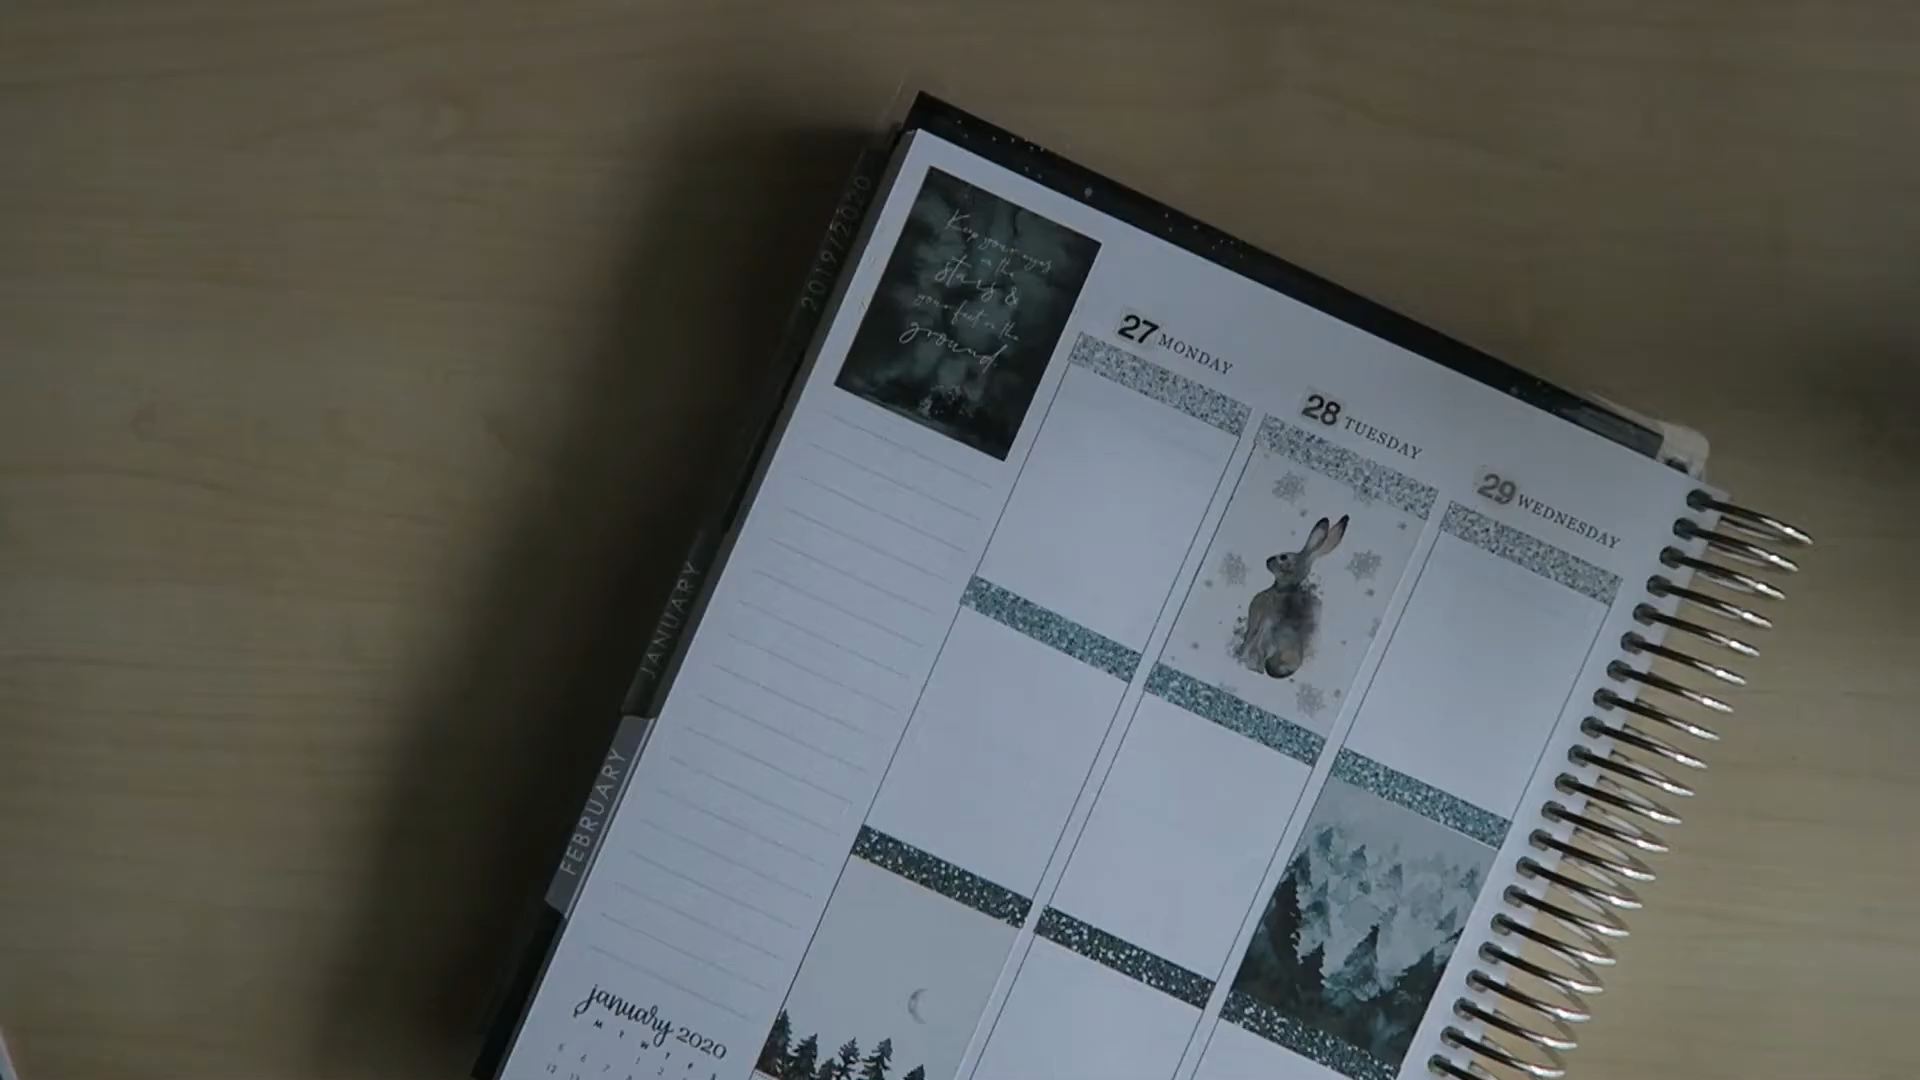 2019/2020
Keep your eyes
on the
stars &
your feet on the
ground.
27 MONDAY
28 TUESDAY
29 WEDNESDAY
JANUARY
FEBRUARY
january 2020